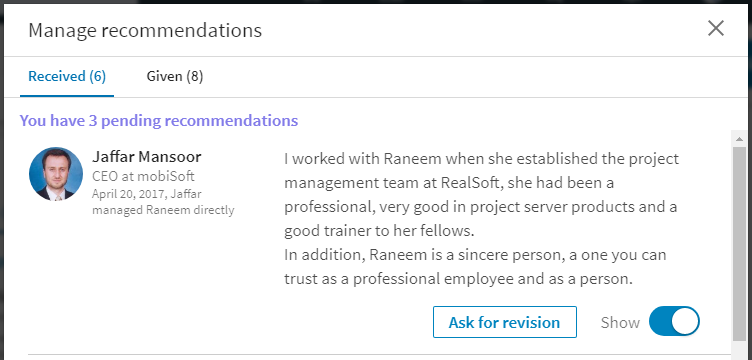 Manage recommendations
Received (6)
Given (8)
You have 3 pending recommendations
Jaffar Mansoor
CEO at mobiSoft
April 20, 2017, Jaffar
managed Raneem directly
I worked with Raneem when she established the project
management team at RealSoft, she had been a
professional, very good in project server products and a
good trainer to her fellows.
In addition, Raneem is a sincere person, a one you can
trust as a professional employee and as a person.
Ask for revision
Show